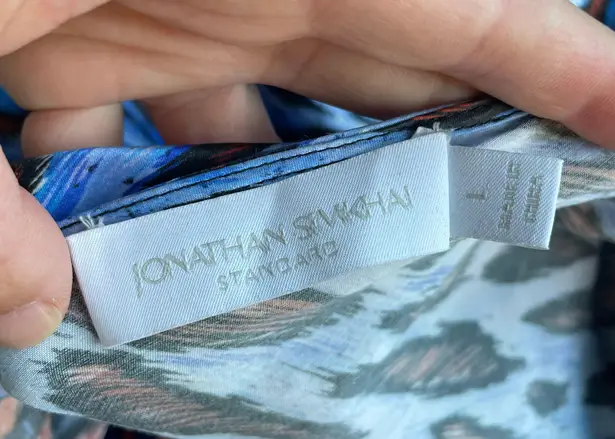 JONATHAN SIMKHAI
STANDARD
L
MADE IN
CHINA